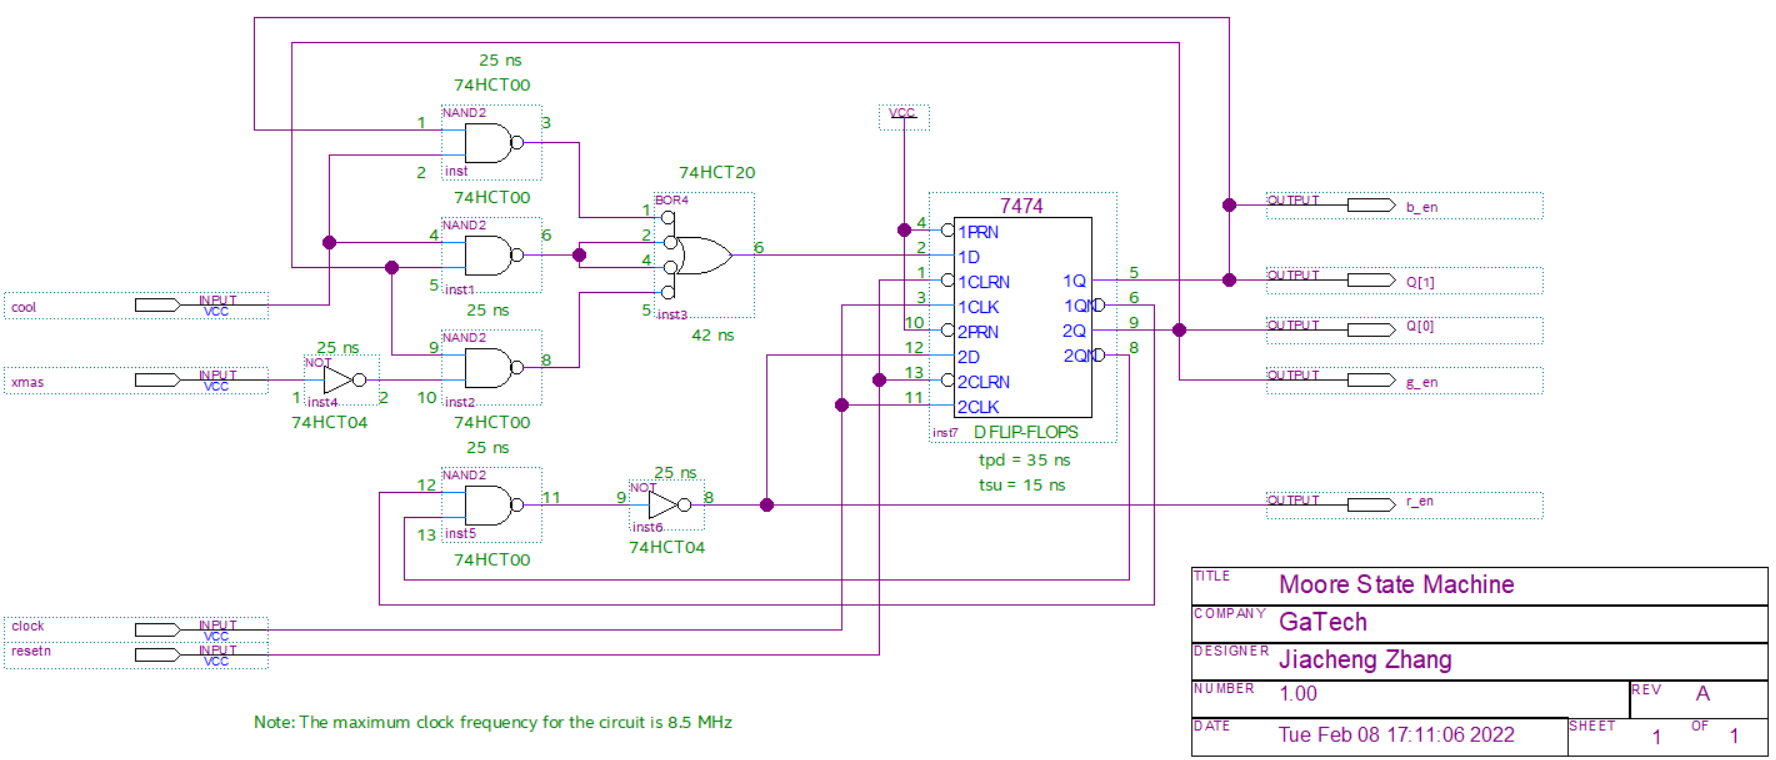 25 ns
74HCT00
NAND2
1
3
2
inst
74HCT00
NAND2
4
6
5
inst1
25 ns
NAND2
9
8
10
inst2
74HCT00
25 ns
NAND2
12
11
13
inst5
74HCT00
cool
INPUT
VCC
xmas
INPUT
VCC
25 ns
NOT
1
inst4
2
74HCT04
25 ns
NOT
9
8
inst6
74HCT04
74HCT20
BOR4
1
2
4
5
6
inst3
42 ns
VCC
7474
4
1PRN
2
1D
1
1CLRN
3
1CLK
10
2PRN
12
2D
13
2CLRN
11
2CLK
1Q
5
1QN
6
2Q
9
2QN
8
inst7
D FLIP-FLOPS
tpd = 35 ns
tsu = 15 ns
OUTPUT
b_en
OUTPUT
Q[1]
OUTPUT
Q[0]
OUTPUT
g_en
OUTPUT
r_en
clock
INPUT
VCC
resetn
INPUT
VCC
Note: The maximum clock frequency for the circuit is 8.5 MHz
TITLE Moore State Machine
COMPANY GaTech
DESIGNER Jiacheng Zhang
NUMBER 1.00 REV A
DATE Tue Feb 08 17:11:06 2022 SHEET 1 OF 1